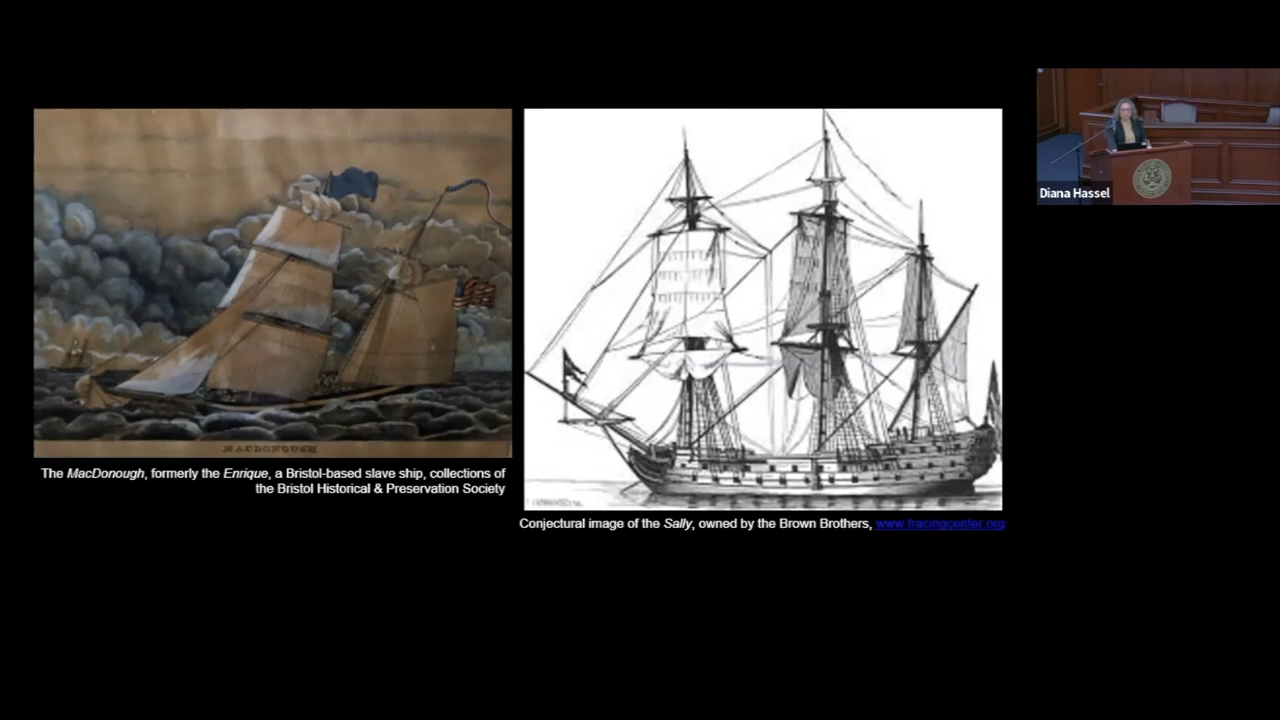 MACDONOUGH.
The MacDonough, formerly the Enrique, a Bristol-based slave ship, collections of
the Bristol Historical & Preservation Society
Conjectural image of the Sally, owned by the Brown Brothers, www.tracingcenter.org
Diana Hassel